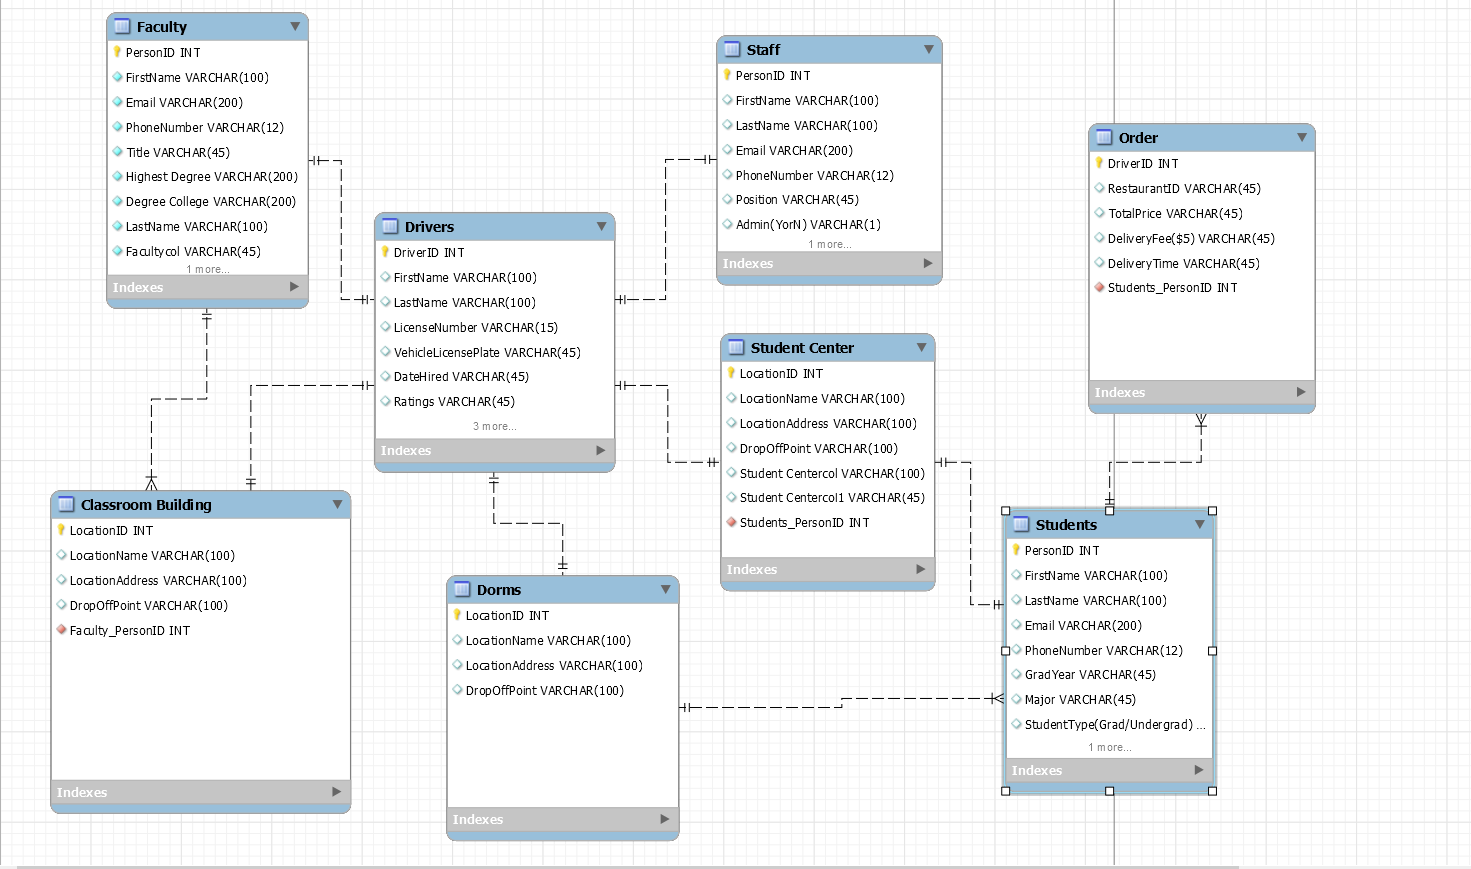 Faculty
PersonID INT
FirstName VARCHAR(100)
Email VARCHAR(200)
PhoneNumber VARCHAR(12)
Title VARCHAR(45)
Highest Degree VARCHAR(200)
Degree College VARCHAR(200)
LastName VARCHAR(100)
Facultycol VARCHAR(45)
1 more...
Indexes
Staff
PersonID INT
FirstName VARCHAR(100)
LastName VARCHAR(100)
Email VARCHAR(200)
PhoneNumber VARCHAR(12)
Position VARCHAR(45)
Admin(YorN) VARCHAR(1)
1 more...
Indexes
Order
DriverID INT
RestaurantID VARCHAR(45)
TotalPrice VARCHAR(45)
DeliveryFee($5) VARCHAR(45)
DeliveryTime VARCHAR(45)
Students_PersonID INT
Indexes
Drivers
DriverID INT
FirstName VARCHAR(100)
LastName VARCHAR(100)
LicenseNumber VARCHAR(15)
VehicleLicensePlate VARCHAR(45)
DateHired VARCHAR(45)
Ratings VARCHAR(45)
3 more...
Indexes
Student Center
LocationID INT
LocationName VARCHAR(100)
LocationAddress VARCHAR(100)
DropOffPoint VARCHAR(100)
Student Centercol VARCHAR(100)
Student Centercol1 VARCHAR(45)
Students_PersonID INT
Indexes
Classroom Building
LocationID INT
LocationName VARCHAR(100)
LocationAddress VARCHAR(100)
DropOffPoint VARCHAR(100)
Faculty_PersonID INT
Indexes
Dorms
LocationID INT
LocationName VARCHAR(100)
LocationAddress VARCHAR(100)
DropOffPoint VARCHAR(100)
Indexes
Students
PersonID INT
FirstName VARCHAR(100)
LastName VARCHAR(100)
Email VARCHAR(200)
PhoneNumber VARCHAR(12)
GradYear VARCHAR(45)
Major VARCHAR(45)
StudentType(Grad/Undergrad) ...
1 more...
Indexes